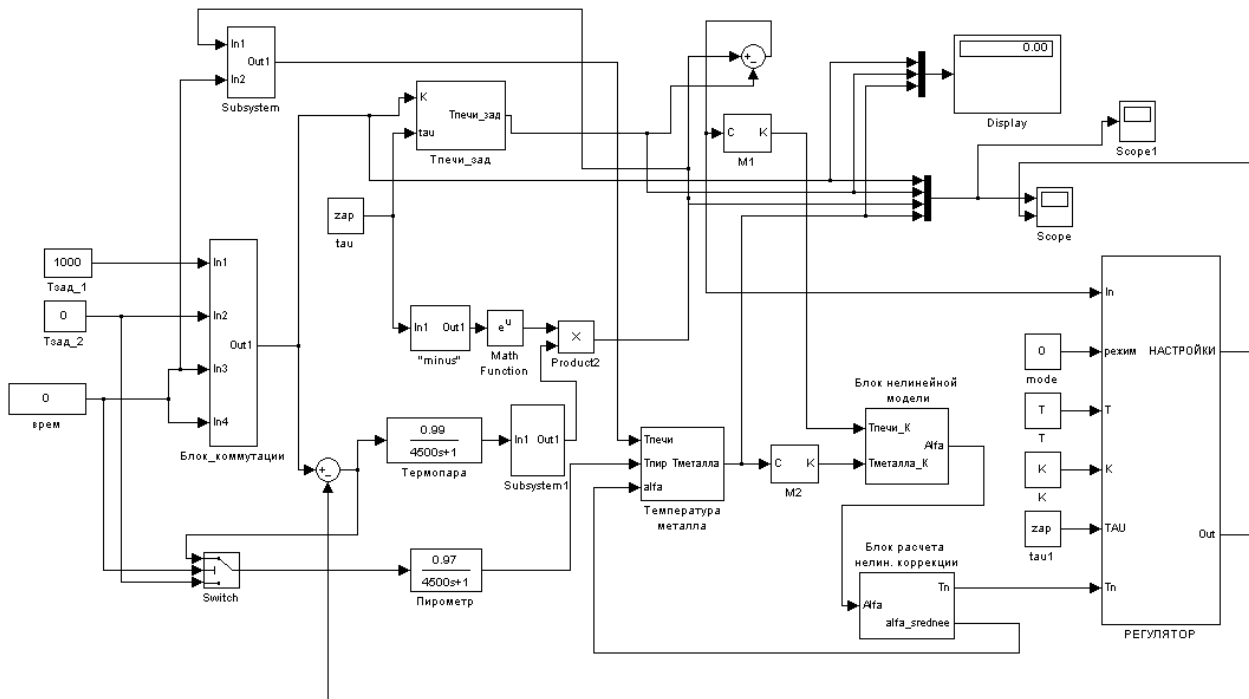 In1
In2
Out1
Subsystem
K
tau
Тпечи_зад
Тпечи_зад
zap
tau
1000
Тзад_1
0
Тзад_2
0
врем
In1
In2
In3
In4
Out1
Блок_коммутации
In1
Out1
"minus"
e^u
Math
Function
×
Product2
+
-
0.99
4500s+1
Термопара
In1
Out1
Subsystem1
Switch
0.97
4500s+1
Пирометр
+
-
C
K
M1
0.00
Display
Scope1
Scope
Тпечи
Тпир
alfa
Тметалла
Температура
металла
C
K
M2
Блок нелинейной
модели
Тпечи_К
Тметалла_К
Alfa
Блок расчета
нелин. коррекции
Alfa
Tn
alfa_srednee
0
mode
T
T
K
K
zap
tau1
In
режим
T
K
TAU
Tn
НАСТРОЙКИ
Out
РЕГУЛЯТОР